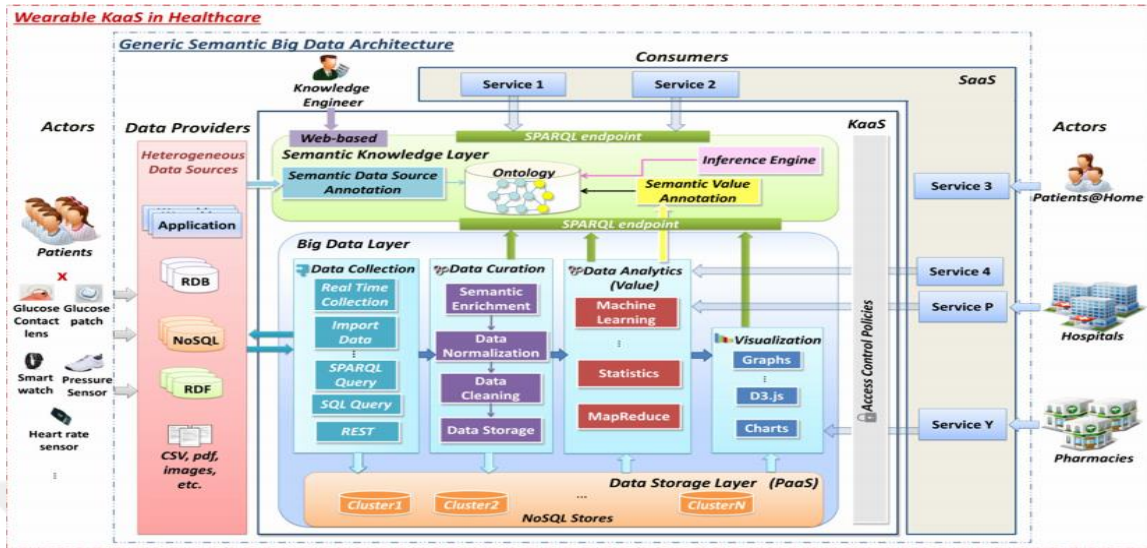 Wearable KaaS in Healthcare
Generic Semantic Big Data Architecture
Consumers
SaaS
Knowledge
Engineer
Service 1
Service 2
Actors
Data Providers
Web-based
SPARQL endpoint
KaaS
Actors
Heterogeneous
Data Sources
Semantic Knowledge Layer
Semantic Data Source
Annotation
Ontology
Inference Engine
Semantic Value
Annotation
Service 3
Patients@Home
Application
Patients
SPARQL endpoint
Big Data Layer
Data Collection
Data Curation
Data Analytics
(Value)
Service 4
X
RDB
Real Time
Collection
Semantic
Enrichment
Machine
Learning
Service P
Glucose
Contact
lens
Glucose
patch
NoSQL
Import
Data
Data
Normalization
⋮
Visualization
Access Control Policies
Hospitals
Smart
watch
Pressure
Sensor
RDF
⋮
SPARQL
Query
Data
Cleaning
Statistics
Graphs
⋮
D3.js
SQL Query
Heart rate
sensor
REST
Data Storage
MapReduce
Charts
Service Y
Pharmacies
⋮
CSV, pdf,
images,
etc.
Data Storage Layer (PaaS)
Cluster1
Cluster2
...
ClusterN
NoSQL Stores